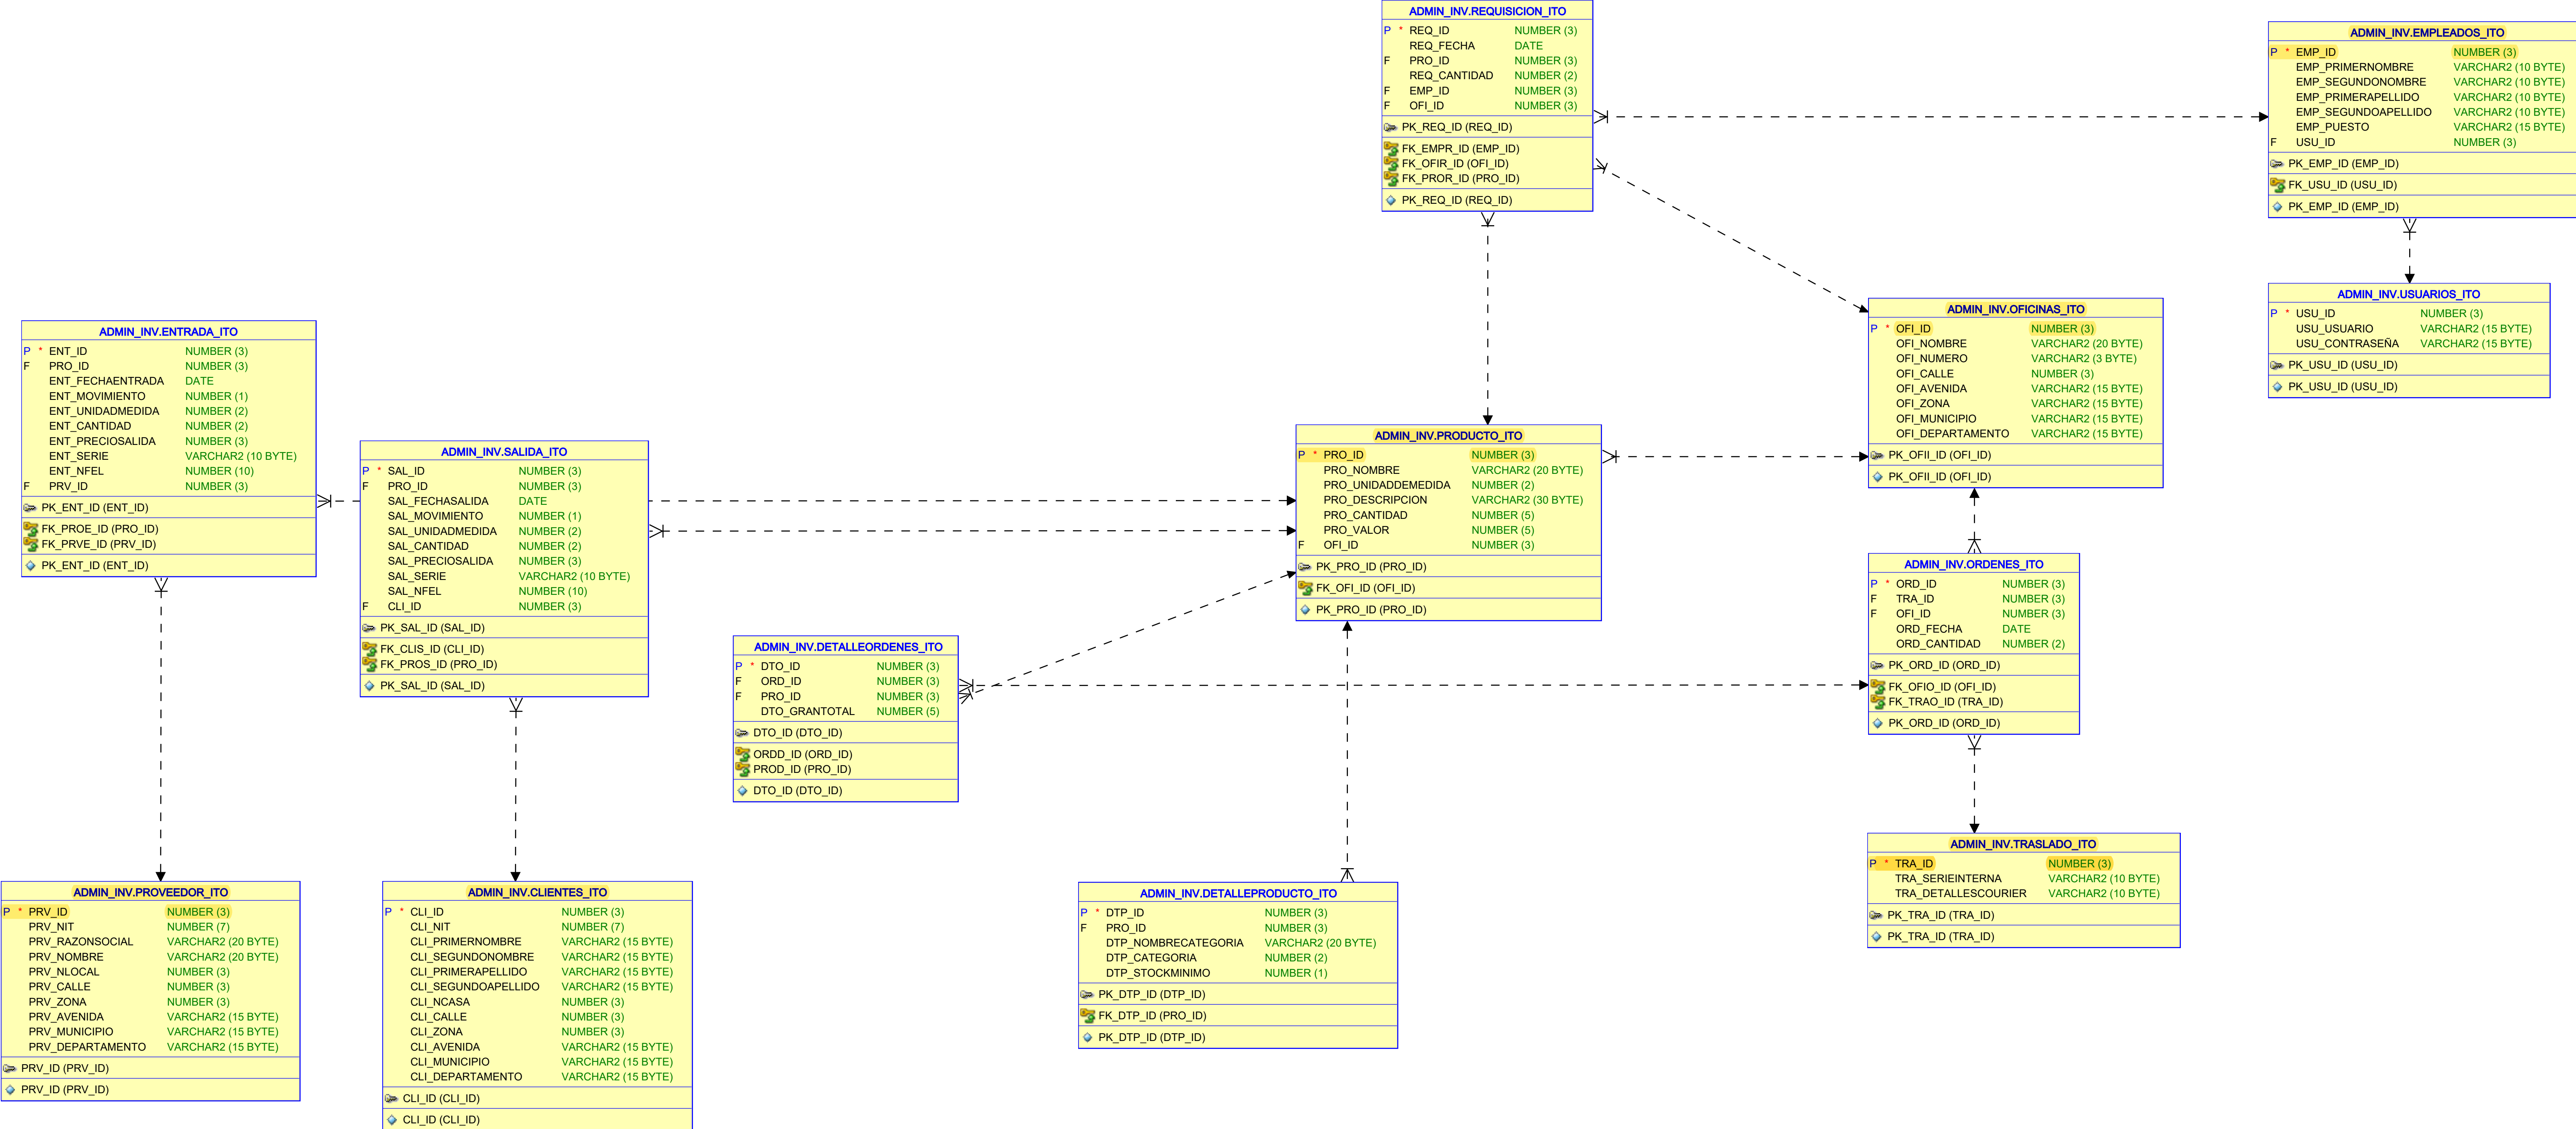 ADMIN_INV.REQUISICION_ITO
P * REQ_ID NUMBER (3)
REQ_FECHA DATE
F PRO_ID NUMBER (3)
REQ_CANTIDAD NUMBER (2)
F EMP_ID NUMBER (3)
F OFI_ID NUMBER (3)
PK_REQ_ID (REQ_ID)
FK_EMPR_ID (EMP_ID)
FK_OFIR_ID (OFI_ID)
FK_PROR_ID (PRO_ID)
PK_REQ_ID (REQ_ID)
ADMIN_INV.EMPLEADOS_ITO
P * EMP_ID NUMBER (3)
EMP_PRIMERNOMBRE VARCHAR2 (10 BYTE)
EMP_SEGUNDONOMBRE VARCHAR2 (10 BYTE)
EMP_PRIMERAPELLIDO VARCHAR2 (10 BYTE)
EMP_SEGUNDOAPELLIDO VARCHAR2 (10 BYTE)
EMP_PUESTO VARCHAR2 (15 BYTE)
F USU_ID NUMBER (3)
PK_EMP_ID (EMP_ID)
FK_USU_ID (USU_ID)
PK_EMP_ID (EMP_ID)
ADMIN_INV.USUARIOS_ITO
P * USU_ID NUMBER (3)
USU_USUARIO VARCHAR2 (15 BYTE)
USU_CONTRASEÑA VARCHAR2 (15 BYTE)
PK_USU_ID (USU_ID)
PK_USU_ID (USU_ID)
ADMIN_INV.OFICINAS_ITO
P * OFI_ID NUMBER (3)
OFI_NOMBRE VARCHAR2 (20 BYTE)
OFI_NUMERO VARCHAR2 (3 BYTE)
OFI_CALLE NUMBER (3)
OFI_AVENIDA VARCHAR2 (15 BYTE)
OFI_ZONA VARCHAR2 (15 BYTE)
OFI_MUNICIPIO VARCHAR2 (15 BYTE)
OFI_DEPARTAMENTO VARCHAR2 (15 BYTE)
PK_OFII_ID (OFI_ID)
PK_OFII_ID (OFI_ID)
ADMIN_INV.ENTRADA_ITO
P * ENT_ID NUMBER (3)
F PRO_ID NUMBER (3)
ENT_FECHAENTRADA DATE
ENT_MOVIMIENTO NUMBER (1)
ENT_UNIDADMEDIDA NUMBER (2)
ENT_CANTIDAD NUMBER (2)
ENT_PRECIOSALIDA NUMBER (3)
ENT_SERIE VARCHAR2 (10 BYTE)
ENT_NFEL NUMBER (10)
F PRV_ID NUMBER (3)
PK_ENT_ID (ENT_ID)
FK_PROE_ID (PRO_ID)
FK_PRVE_ID (PRV_ID)
PK_ENT_ID (ENT_ID)
ADMIN_INV.SALIDA_ITO
P * SAL_ID NUMBER (3)
F PRO_ID NUMBER (3)
SAL_FECHASALIDA DATE
SAL_MOVIMIENTO NUMBER (1)
SAL_UNIDADMEDIDA NUMBER (2)
SAL_CANTIDAD NUMBER (2)
SAL_PRECIOSALIDA NUMBER (3)
SAL_SERIE VARCHAR2 (10 BYTE)
SAL_NFEL NUMBER (10)
F CLI_ID NUMBER (3)
PK_SAL_ID (SAL_ID)
FK_CLIS_ID (CLI_ID)
FK_PROS_ID (PRO_ID)
PK_SAL_ID (SAL_ID)
ADMIN_INV.PRODUCTO_ITO
P * PRO_ID NUMBER (3)
PRO_NOMBRE VARCHAR2 (20 BYTE)
PRO_UNIDADDEMEDIDA NUMBER (2)
PRO_DESCRIPCION VARCHAR2 (30 BYTE)
PRO_CANTIDAD NUMBER (5)
PRO_VALOR NUMBER (5)
F OFI_ID NUMBER (3)
PK_PRO_ID (PRO_ID)
FK_OFI_ID (OFI_ID)
PK_PRO_ID (PRO_ID)
ADMIN_INV.ORDENES_ITO
P * ORD_ID NUMBER (3)
F TRA_ID NUMBER (3)
F OFI_ID NUMBER (3)
ORD_FECHA DATE
ORD_CANTIDAD NUMBER (2)
PK_ORD_ID (ORD_ID)
FK_OFIO_ID (OFI_ID)
FK_TRAO_ID (TRA_ID)
PK_ORD_ID (ORD_ID)
ADMIN_INV.DETALLEORDENES_ITO
P * DTO_ID NUMBER (3)
F ORD_ID NUMBER (3)
F PRO_ID NUMBER (3)
DTO_GRANTOTAL NUMBER (5)
DTO_ID (DTO_ID)
ORDD_ID (ORD_ID)
PROD_ID (PRO_ID)
DTO_ID (DTO_ID)
ADMIN_INV.TRASLADO_ITO
P * TRA_ID NUMBER (3)
TRA_SERIEINTERNA VARCHAR2 (10 BYTE)
TRA_DETALLESCOURIER VARCHAR2 (10 BYTE)
PK_TRA_ID (TRA_ID)
PK_TRA_ID (TRA_ID)
ADMIN_INV.PROVEEDOR_ITO
P * PRV_ID NUMBER (3)
PRV_NIT NUMBER (7)
PRV_RAZONSOCIAL VARCHAR2 (20 BYTE)
PRV_NOMBRE VARCHAR2 (20 BYTE)
PRV_NLOCAL NUMBER (3)
PRV_CALLE NUMBER (3)
PRV_ZONA NUMBER (3)
PRV_AVENIDA VARCHAR2 (15 BYTE)
PRV_MUNICIPIO VARCHAR2 (15 BYTE)
PRV_DEPARTAMENTO VARCHAR2 (15 BYTE)
PRV_ID (PRV_ID)
PRV_ID (PRV_ID)
ADMIN_INV.CLIENTES_ITO
P * CLI_ID NUMBER (3)
CLI_NIT NUMBER (7)
CLI_PRIMERNOMBRE VARCHAR2 (15 BYTE)
CLI_SEGUNDONOMBRE VARCHAR2 (15 BYTE)
CLI_PRIMERAPELLIDO VARCHAR2 (15 BYTE)
CLI_SEGUNDOAPELLIDO VARCHAR2 (15 BYTE)
CLI_NCASA NUMBER (3)
CLI_CALLE NUMBER (3)
CLI_ZONA NUMBER (3)
CLI_AVENIDA VARCHAR2 (15 BYTE)
CLI_MUNICIPIO VARCHAR2 (15 BYTE)
CLI_DEPARTAMENTO VARCHAR2 (15 BYTE)
CLI_ID (CLI_ID)
CLI_ID (CLI_ID)
ADMIN_INV.DETALLEPRODUCTO_ITO
P * DTP_ID NUMBER (3)
F PRO_ID NUMBER (3)
DTP_NOMBRECATEGORIA VARCHAR2 (20 BYTE)
DTP_CATEGORIA NUMBER (2)
DTP_STOCKMINIMO NUMBER (1)
PK_DTP_ID (DTP_ID)
FK_DTP_ID (PRO_ID)
PK_DTP_ID (DTP_ID)